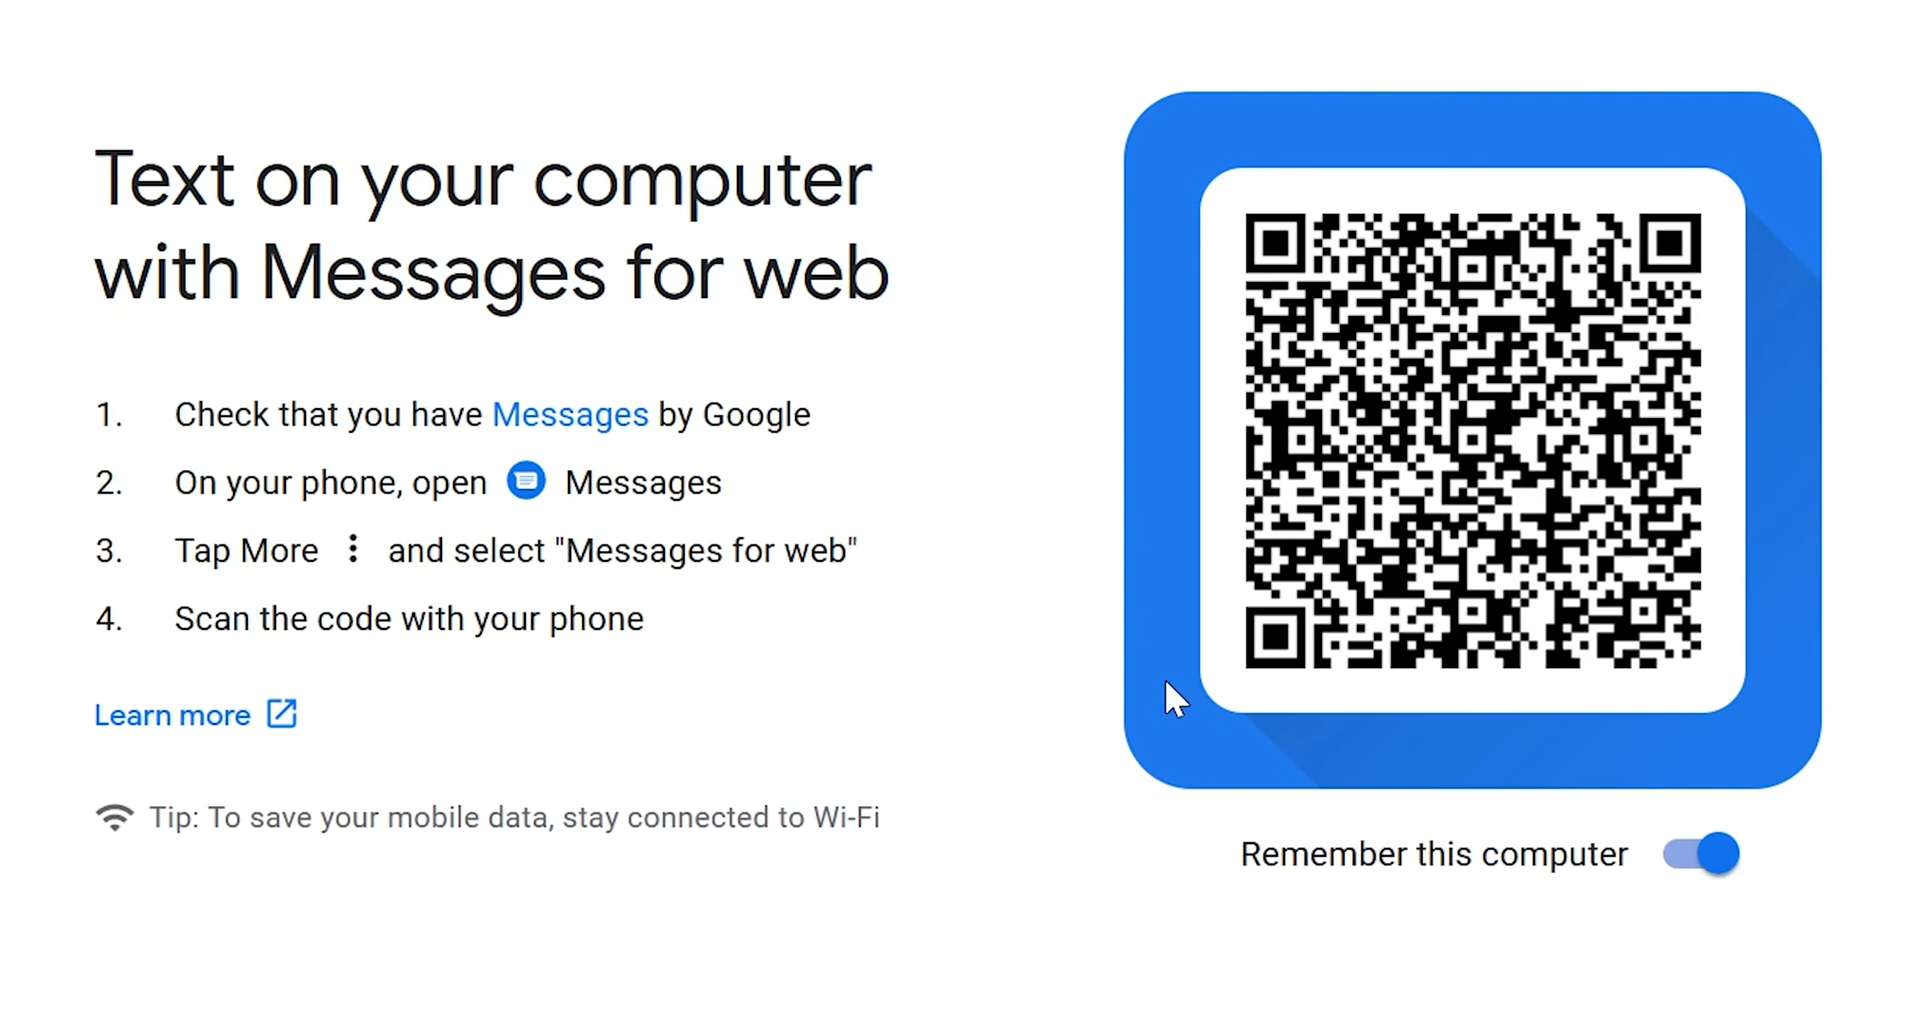 Text on your computer
with Messages for web
1. Check that you have Messages by Google
2. On your phone, open Messages
3. Tap More and select "Messages for web"
4. Scan the code with your phone
Learn more
Tip: To save your mobile data, stay connected to Wi-Fi
Remember this computer